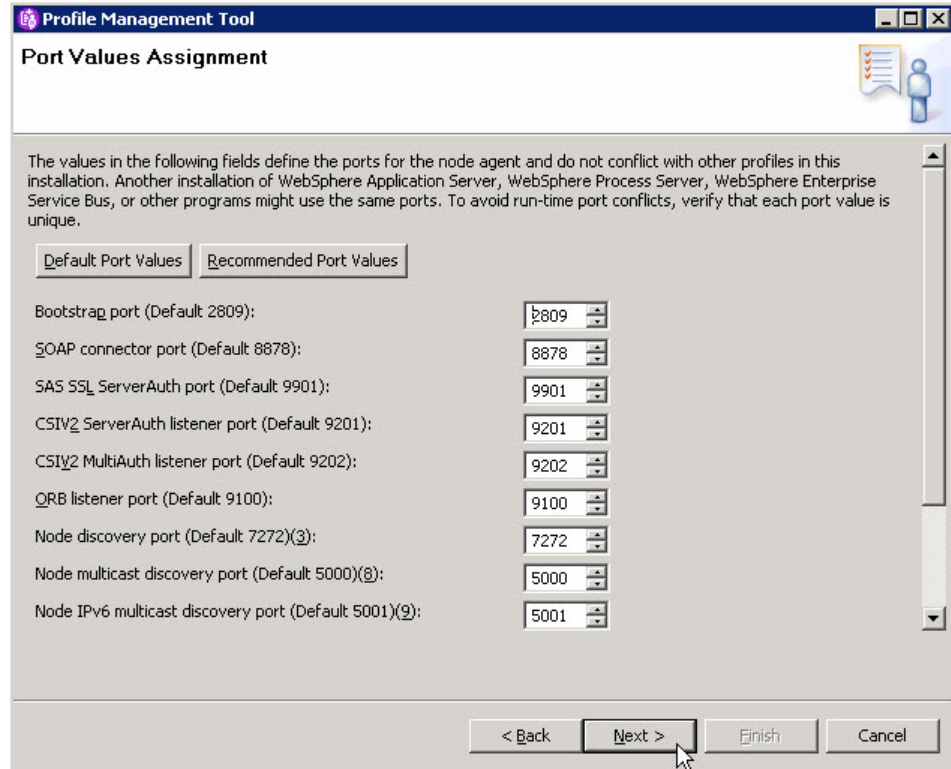 Profile Management Tool
Port Values Assignment
The values in the following fields define the ports for the node agent and do not conflict with other profiles in this
installation. Another installation of WebSphere Application Server, WebSphere Process Server, WebSphere Enterprise
Service Bus, or other programs might use the same ports. To avoid run-time port conflicts, verify that each port value is
unique.
Default Port Values Recommended Port Values
Bootstrap port (Default 2809): 2809
SOAP connector port (Default 8878): 8878
SAS SSL ServerAuth port (Default 9901): 9901
CSIV2 ServerAuth listener port (Default 9201): 9201
CSIV2 MultiAuth listener port (Default 9202): 9202
ORB listener port (Default 9100): 9100
Node discovery port (Default 7272)(3): 7272
Node multicast discovery port (Default 5000)(8): 5000
Node IPv6 multicast discovery port (Default 5001)(9): 5001
< Back Next > Finish Cancel